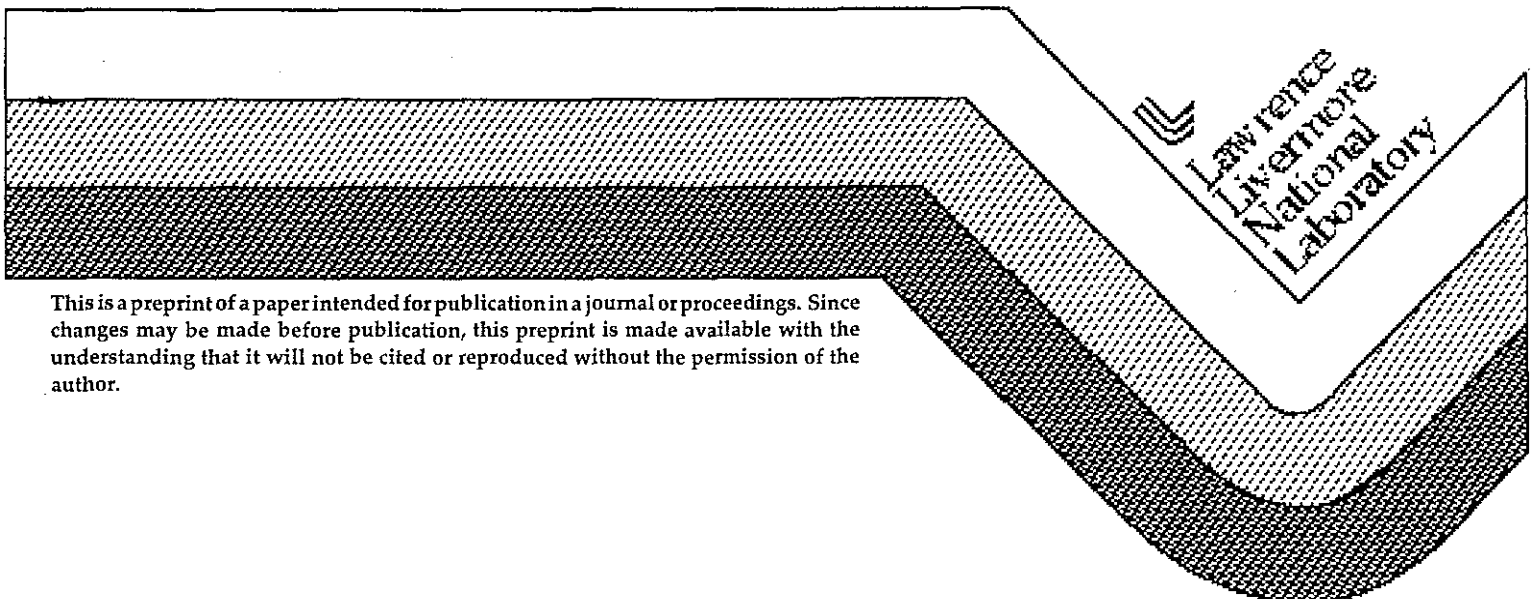 Lawrence
Livermore
National
Laboratory
This is a preprint of a paper intended for publication in a journal or proceedings. Since
changes may be made before publication, this preprint is made available with the
understanding that it will not be cited or reproduced without the permission of the
author.